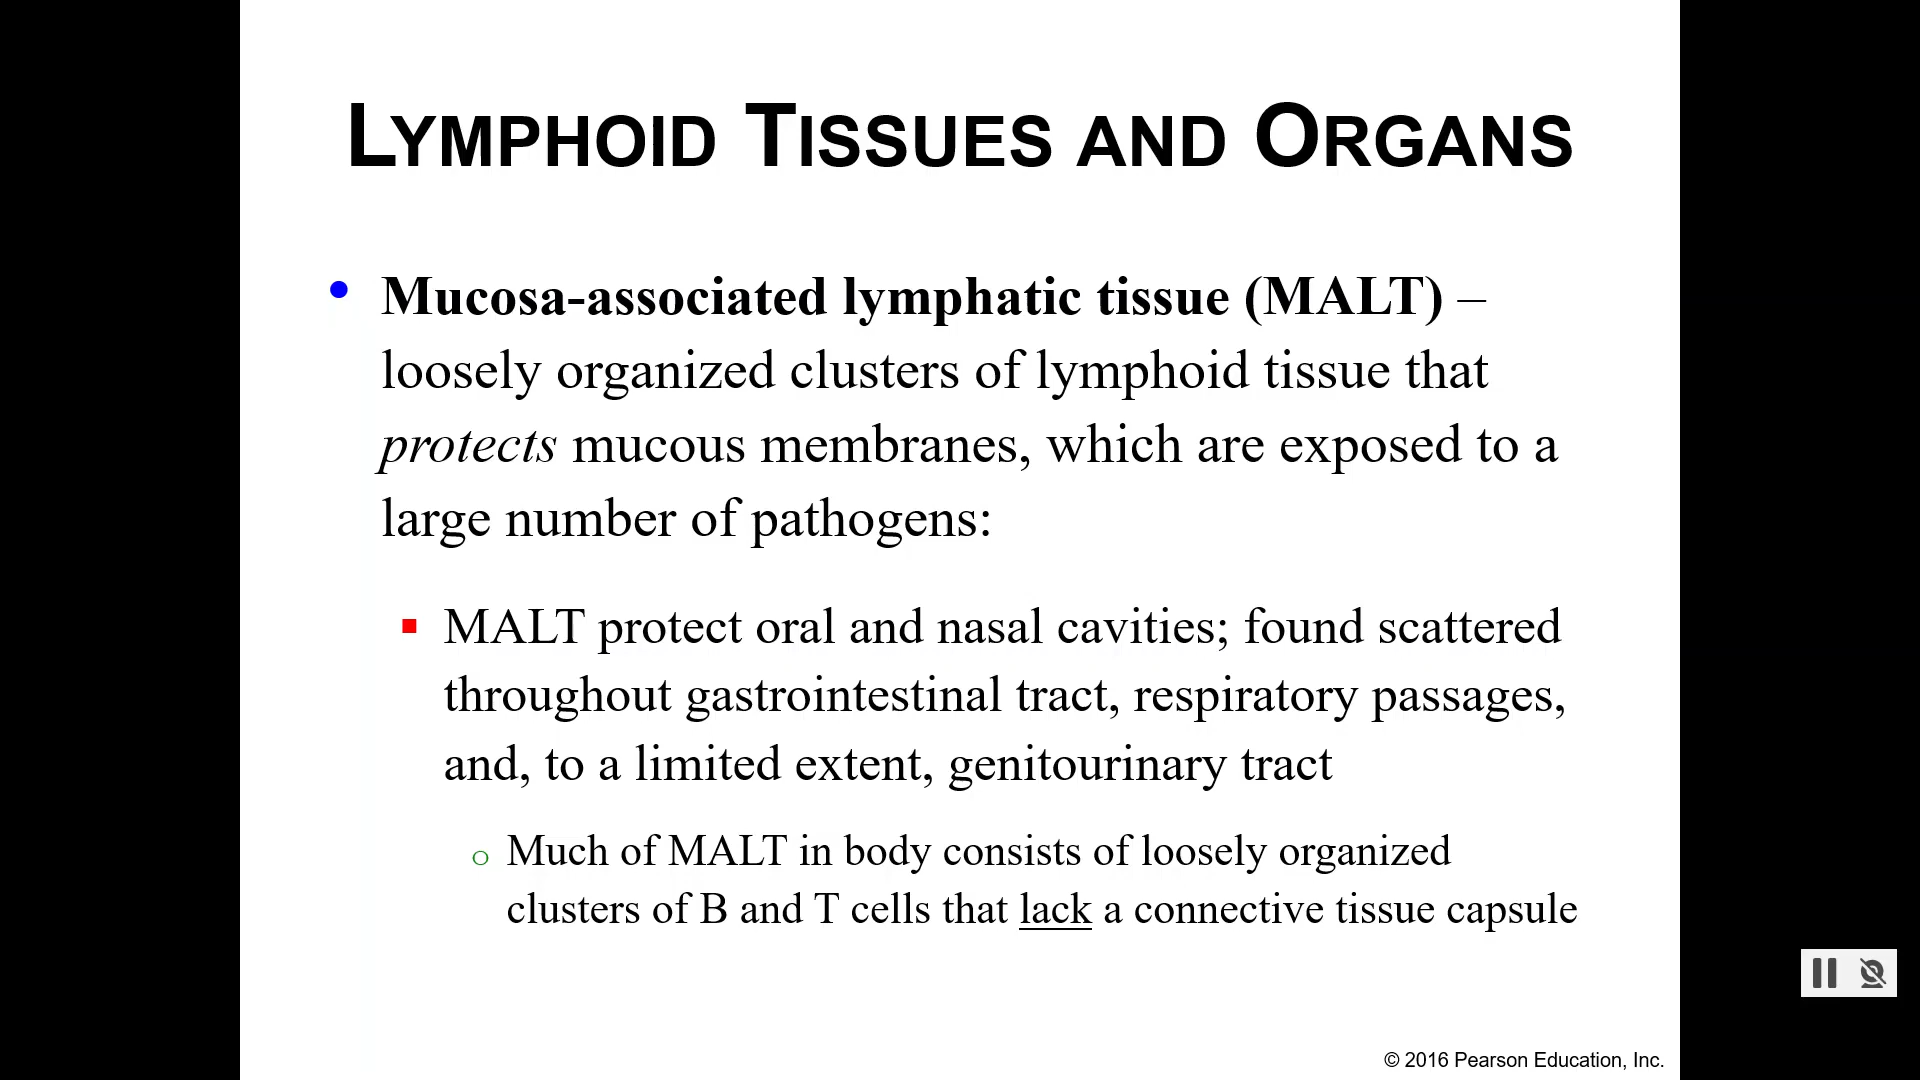 LYMPHOID TISSUES AND ORGANS
• Mucosa-associated lymphatic tissue (MALT) –
loosely organized clusters of lymphoid tissue that
protects mucous membranes, which are exposed to a
large number of pathogens:
▪ MALT protect oral and nasal cavities; found scattered
throughout gastrointestinal tract, respiratory passages,
and, to a limited extent, genitourinary tract
o Much of MALT in body consists of loosely organized
clusters of B and T cells that lack a connective tissue capsule
© 2016 Pearson Education, Inc.